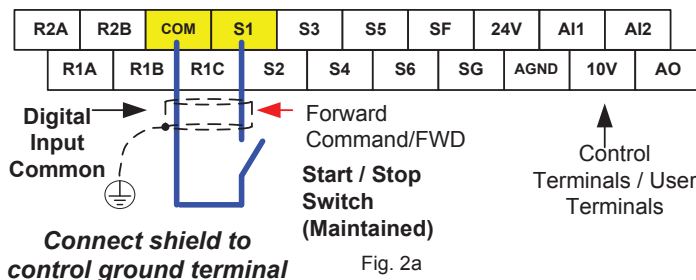 R2A R2B COM S1 S3 S5 SF 24V AI1 AI2
R1A R1B R1C S2 S4 S6 SG AGND 10V AO
Digital
Input
Common
Forward
Command/FWD
Start / Stop
Switch
(Maintained)
Control
Terminals / User
Terminals
Connect shield to
control ground terminal
Fig. 2a